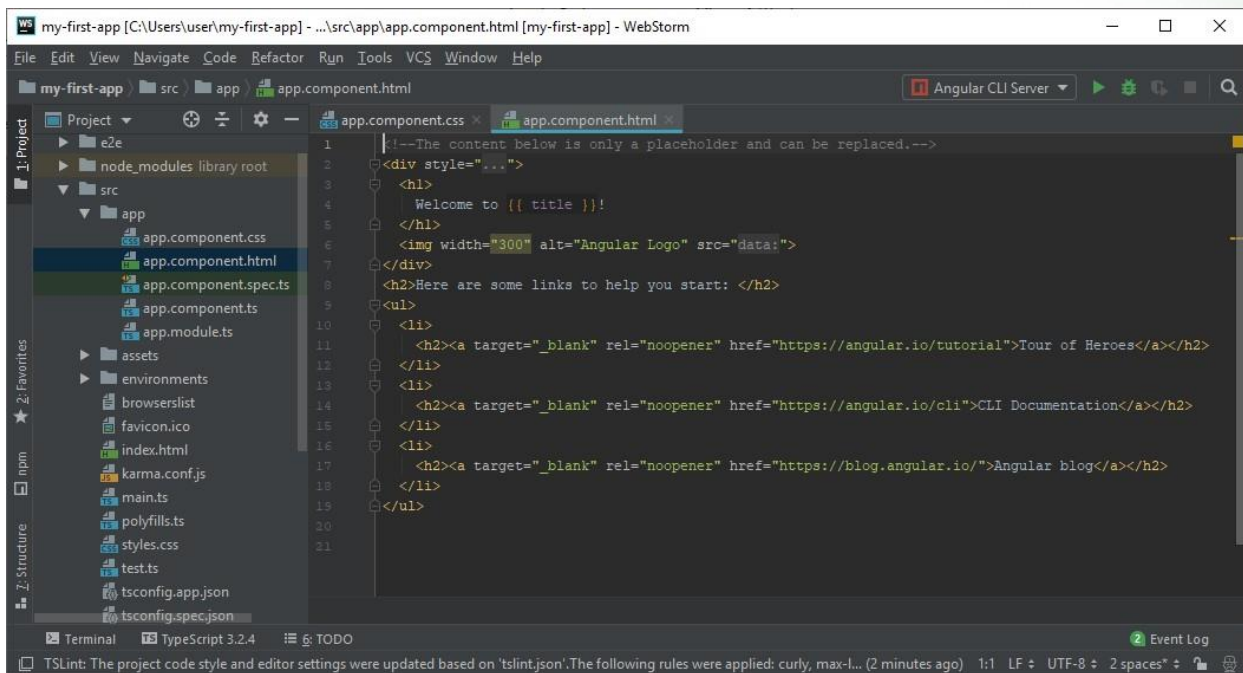 WS my-first-app [C:\Users\user\my-first-app] - ...\src\app\app.component.html [my-first-app] - WebStorm
File Edit View Navigate Code Refactor Run Tools VCS Window Help
my-first-app src app app.component.html Angular CLI Server
1: Project
2: Favorites
npm
7: Structure
Project
e2e
node_modules library root
src
app
app.component.css
app.component.html
app.component.spec.ts
app.component.ts
app.module.ts
assets
environments
browserslist
favicon.ico
index.html
karma.conf.js
main.ts
polyfills.ts
styles.css
test.ts
tsconfig.app.json
tsconfig.spec.json
app.component.css app.component.html
1 <!--The content below is only a placeholder and can be replaced.-->
2 <div style="...">
3 <h1>
4 Welcome to {{ title }}!
5 </h1>
6 <img width="300" alt="Angular Logo" src="data:">
7 </div>
8 <h2>Here are some links to help you start: </h2>
9 <ul>
10 <li>
11 <h2><a target="_blank" rel="noopener" href="https://angular.io/tutorial">Tour of Heroes</a></h2>
12 </li>
13 <li>
14 <h2><a target="_blank" rel="noopener" href="https://angular.io/cli">CLI Documentation</a></h2>
15 </li>
16 <li>
17 <h2><a target="_blank" rel="noopener" href="https://blog.angular.io/">Angular blog</a></h2>
18 </li>
19 </ul>
20
21
Terminal TS TypeScript 3.2.4 6: TODO 2 Event Log
TSLint: The project code style and editor settings were updated based on 'tslint.json'.The following rules were applied: curly, max-l... (2 minutes ago) 1:1 LF UTF-8 2 spaces*